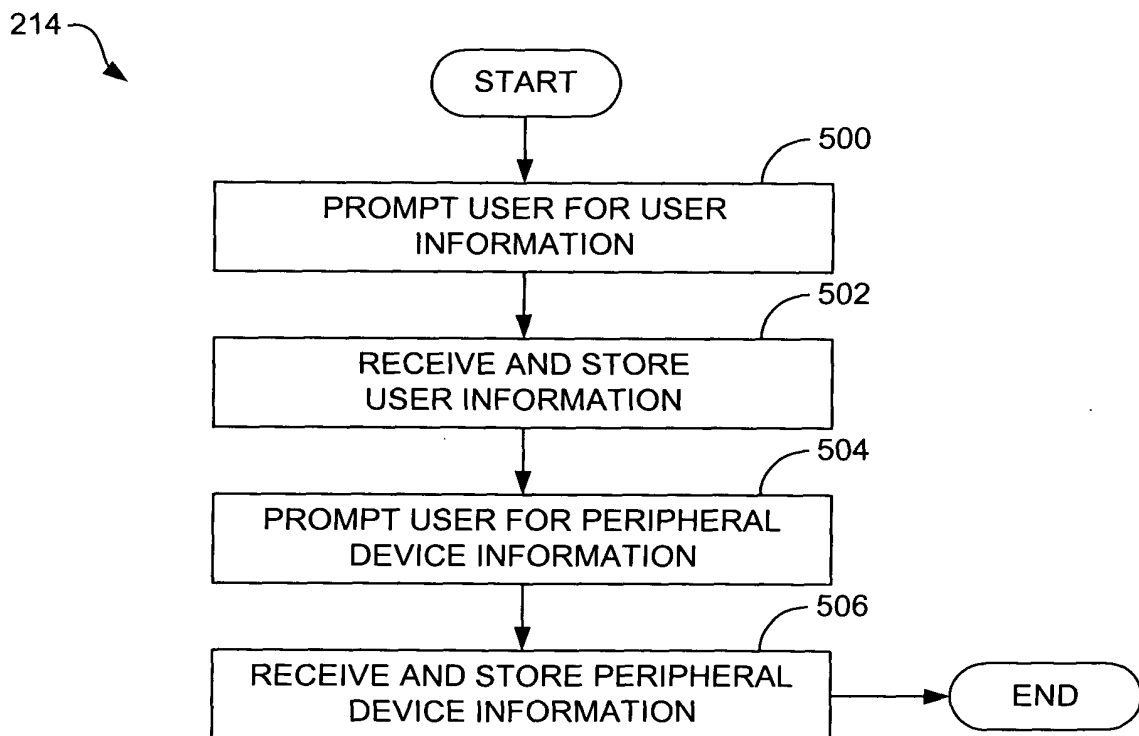 214
START
500
PROMPT USER FOR USER
INFORMATION
502
RECEIVE AND STORE
USER INFORMATION
504
PROMPT USER FOR PERIPHERAL
DEVICE INFORMATION
506
RECEIVE AND STORE PERIPHERAL
DEVICE INFORMATION
END